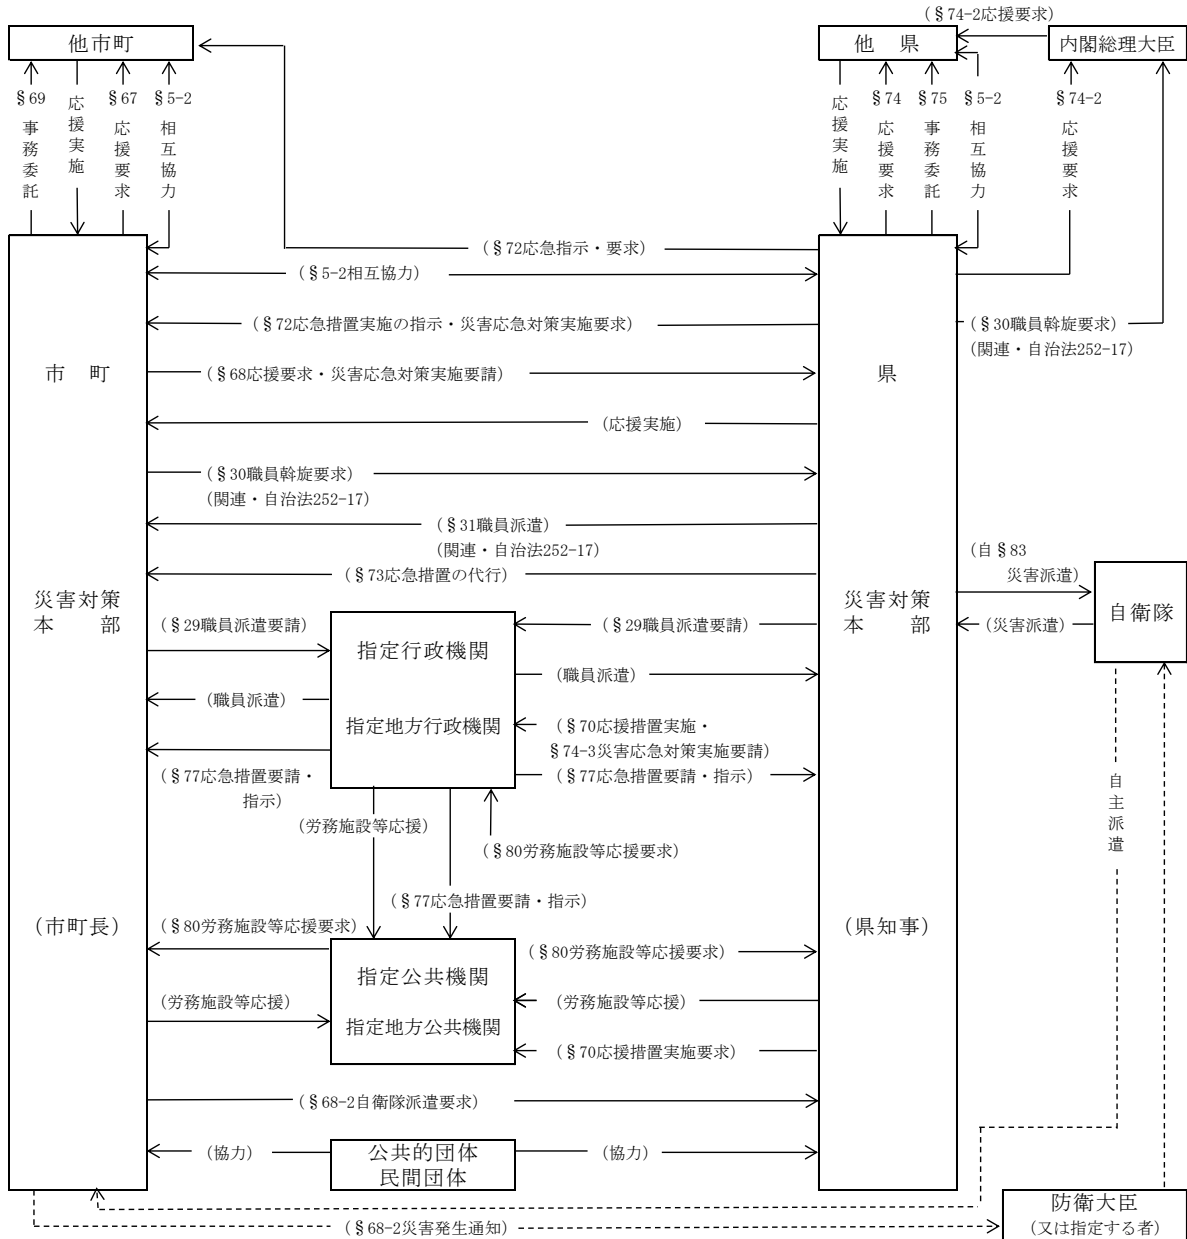 (§74-2応援要求)
他市町
他　県
内閣総理大臣
§69
事務委託
応援実施
§67
応援要求
§5-2
相互協力
応援実施
§74
応援要求
§75
事務委託
§5-2
相互協力
§74-2
応援要求
(§72応急指示・要求)
(§5-2相互協力)
(§72応急措置実施の指示・災害応急対策実施要求)
(§30職員斡旋要求)
(関連・自治法252-17)
市　町
(§68応援要求・災害応急対策実施要請)
県
(応援実施)
(§30職員斡旋要求)
(関連・自治法252-17)
(§31職員派遣)
(関連・自治法252-17)
(§73応急措置の代行)
(自§83
災害派遣)
災害対策
本　　部
災害対策
本　　部
自衛隊
(§29職員派遣要請)
指定行政機関
(§29職員派遣要請)
(災害派遣)
(職員派遣)
(職員派遣)
指定地方行政機関
(§70応援措置実施・
§74-3災害応急対策実施要請)
(§77応急措置要請・
指示)
(§77応急措置要請・指示)
自主派遣
(労務施設等応援)
(§80労務施設等応援要求)
(§77応急措置要請・指示)
(市町長)
(§80労務施設等応援要求)
(県知事)
(§80労務施設等応援要求)
指定公共機関
(労務施設等応援)
(労務施設等応援)
指定地方公共機関
(§70応援措置実施要求)
(§68-2自衛隊派遣要求)
(協力)
公共的団体
民間団体
(協力)
防衛大臣
(又は指定する者)
(§68-2災害発生通知)